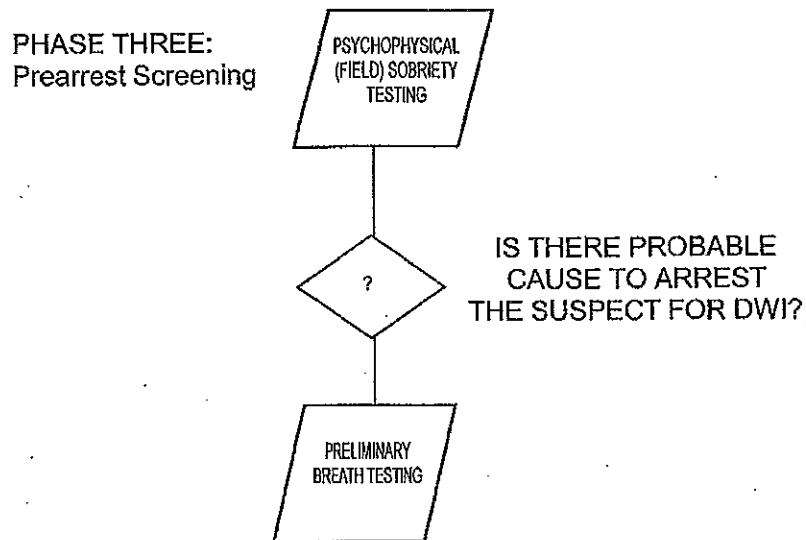 PHASE THREE:
Prearrest Screening
PSYCHOPHYSICAL
(FIELD) SOBRIETY
TESTING
?
IS THERE PROBABLE
CAUSE TO ARREST
THE SUSPECT FOR DWI?
PRELIMINARY
BREATH TESTING